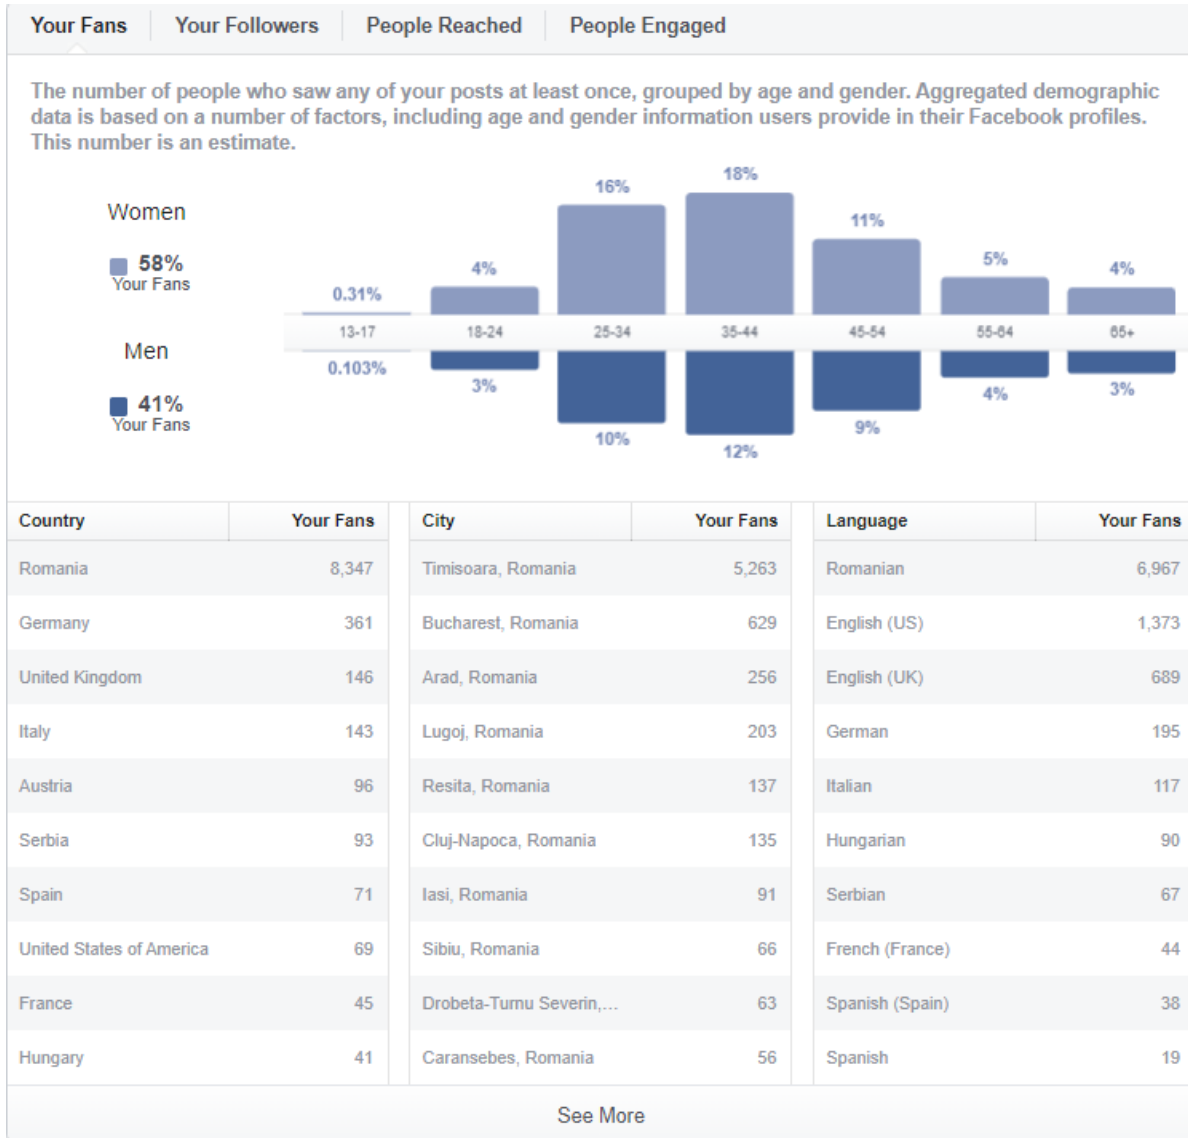 Your Fans Your Followers People Reached People Engaged
The number of people who saw any of your posts at least once, grouped by age and gender. Aggregated demographic
data is based on a number of factors, including age and gender information users provide in their Facebook profiles.
This number is an estimate.
Women
58%
Your Fans
0.31% 4% 16% 18% 11% 5% 4%
13-17 18-24 25-34 35-44 45-54 55-64 65+
Men
41%
Your Fans
0.103% 3% 10% 12% 9% 4% 3%
Country Your Fans City Your Fans Language Your Fans
Romania 8,347 Timisoara, Romania 5,263 Romanian 6,967
Germany 361 Bucharest, Romania 629 English (US) 1,373
United Kingdom 146 Arad, Romania 256 English (UK) 689
Italy 143 Lugoj, Romania 203 German 195
Austria 96 Resita, Romania 137 Italian 117
Serbia 93 Cluj-Napoca, Romania 135 Hungarian 90
Spain 71 Iasi, Romania 91 Serbian 67
United States of America 69 Sibiu, Romania 66 French (France) 44
France 45 Drobeta-Turnu Severin,... 63 Spanish (Spain) 38
Hungary 41 Caransebes, Romania 56 Spanish 19
See More